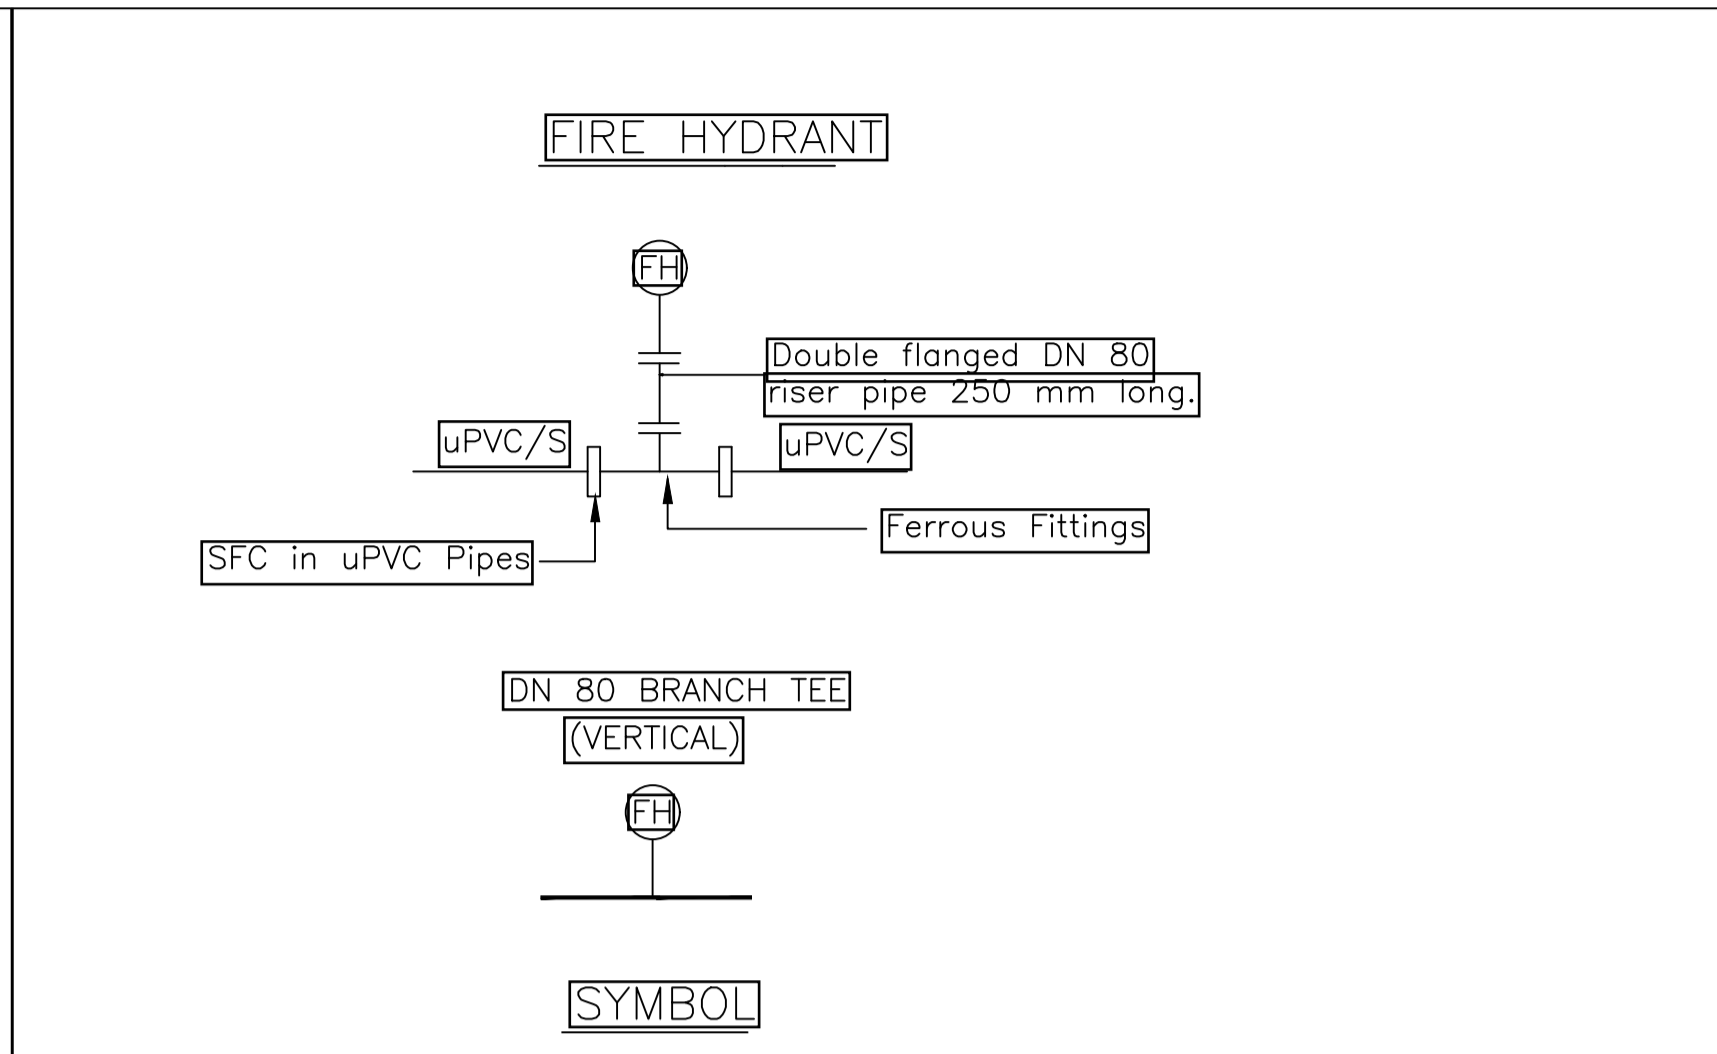 FIRE HYDRANT
FH
Double flanged DN 80
riser pipe 250 mm long.
uPVC/S
uPVC/S
Ferrous Fittings
SFC in uPVC Pipes
DN 80 BRANCH TEE
(VERTICAL)
FH
SYMBOL